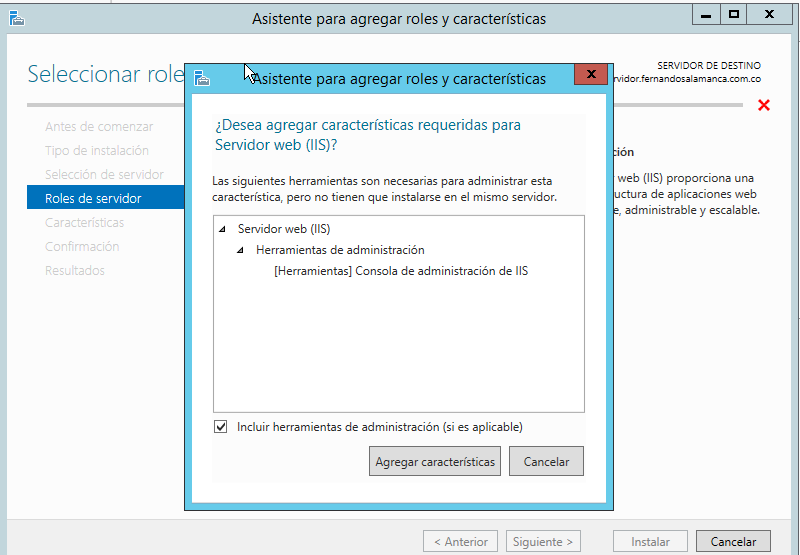 Asistente para agregar roles y características
Seleccionar role
SERVIDOR DE DESTINO
rvidor.fernandosalamanca.com.co
Antes de comenzar
Tipo de instalación
Selección de servidor
Roles de servidor
Características
Confirmación
Resultados
Asistente para agregar roles y características
¿Desea agregar características requeridas para
Servidor web (IIS)?
Las siguientes herramientas son necesarias para administrar esta
característica, pero no tienen que instalarse en el mismo servidor.
Servidor web (IIS)
Herramientas de administración
[Herramientas] Consola de administración de IIS
Incluir herramientas de administración (si es aplicable)
Agregar características
Cancelar
ción
web (IIS) proporciona una
uctura de aplicaciones web
e, administrable y escalable.
< Anterior
Siguiente >
Instalar
Cancelar